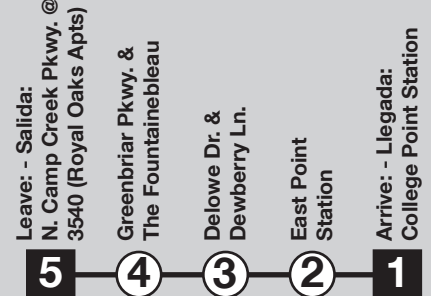 Leave: - Salida:
N. Camp Creek Pkwy. @
3540 (Royal Oaks Apts)
Greenbriar Pkwy. &
The Fountainebleau
Delowe Dr. &
Dewberry Ln.
East Point
Station
Arrive: - Llegada:
College Point Station
5
4
3
2
1